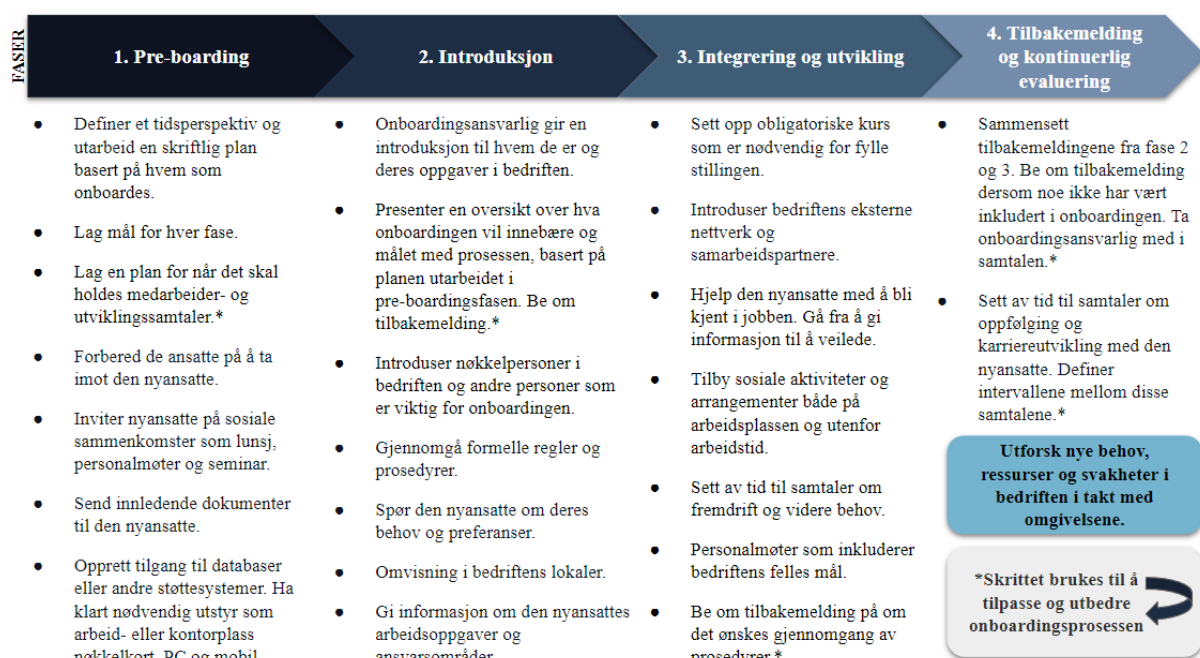 FASER
1. Pre-boarding
2. Introduksjon
3. Integrering og utvikling
4. Tilbakemelding
og kontinuerlig
evaluering
● Definer et tidsperspektiv og
utarbeid en skriftlig plan
basert på hvem som
onboardes.
● Lag mål for hver fase.
● Lag en plan for når det skal
holdes medarbeider- og
utviklingssamtaler.*
● Forbered de ansatte på å ta
imot den nyansatte.
● Inviter nyansatte på sosiale
sammenkomster som lunsj,
personalmøter og seminar.
● Send innledende dokumenter
til den nyansatte.
● Opprett tilgang til databaser
eller andre støttesystemer. Ha
klart nødvendig utstyr som
arbeid- eller kontorplass
nøkkelkort, PC og mobil
● Onboardingsansvarlig gir en
introduksjon til hvem de er og
deres oppgaver i bedriften.
● Presenter en oversikt over hva
onboardingen vil innebære og
målet med prosessen, basert på
planen utarbeidet i
pre-boardingsfasen. Be om
tilbakemelding.*
● Introduser nøkkelpersoner i
bedriften og andre personer som
er viktig for onboardingen.
● Gjennomgå formelle regler og
prosedyrer.
● Spør den nyansatte om deres
behov og preferanser.
● Omvisning i bedriftens lokaler.
● Gi informasjon om den nyansattes
arbeidsoppgaver og
ansvarsområder
● Sett opp obligatoriske kurs
som er nødvendig for fylle
stillingen.
● Introduser bedriftens eksterne
nettverk og
samarbeidspartnere.
● Hjelp den nyansatte med å bli
kjent i jobben. Gå fra å gi
informasjon til å veilede.
● Tilby sosiale aktiviteter og
arrangementer både på
arbeidsplassen og utenfor
arbeidstid.
● Sett av tid til samtaler om
fremdrift og videre behov.
● Personalmøter som inkluderer
bedriftens felles mål.
● Be om tilbakemelding på om
det ønskes gjennomgang av
prosedyrer.*
● Sammensett
tilbakemeldingene fra fase 2
og 3. Be om tilbakemelding
dersom noe ikke har vært
inkludert i onboardingen. Ta
onboardingsansvarlig med i
samtalen.*
● Sett av tid til samtaler om
oppfølging og
karriereutvikling med den
nyansatte. Definer
intervallene mellom disse
samtalene.*
Utforsk nye behov,
ressurser og svakheter i
bedriften i takt med
omgivelsene.
*Skrittet brukes til å
tilpasse og utbedre
onboardingsprosessen